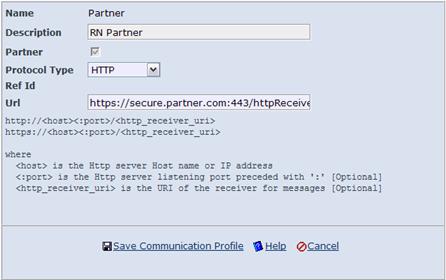 Name Partner
Description RN Partner
Partner
Protocol Type HTTP
Ref Id
Url https://secure.partner.com:443/httpReceive
http://<host><:port>/<http_receiver_uri>
https://<host><:port>/<http_receiver_uri>
where
<host> is the Http server Host name or IP address
<:port> is the Http server listening port preceded with ':' [Optional]
<http_receiver_uri> is the URI of the receiver for messages [Optional]
Save Communication Profile Help Cancel